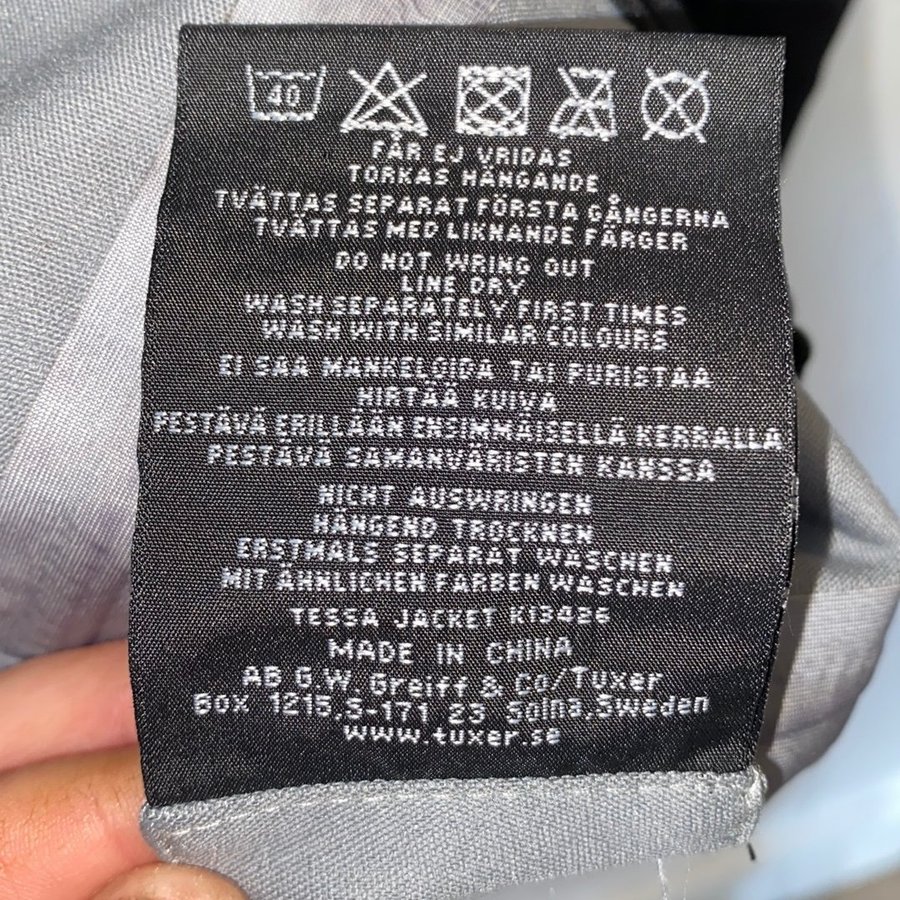 40
FÅR EJ VRIDAS
TORKAS HÄNGANDE
TVÄTTAS SEPARAT FÖRSTA GÅNGERNA
TVÄTTAS MED LIKNANDE FÄRGER
DO NOT WRING OUT
LINE DRY
WASH SEPARATELY FIRST TIMES
WASH WITH SIMILAR COLOURS
EI SAA MANKELOIDA TAI PURISTAA
HIRTÄÄ KUIVA
PESTÄVÄ ERILLÄÄN ENSIMMÄISELLÄ KERRALLA
PESTÄVÄ SAMANVÄRISTEN KANSSA
NICHT AUSWRINGEN
HÄNGEND TROCKNEN
ERSTMALS SEPARAT WASCHEN
MIT ÄHNLICHEN FARBEN WASCHEN
TESSA JACKET K13426
MADE IN CHINA
AB G.W. Greiff & Co/Tuxer
Box 1215,S-171 23 Solna,Sweden
www.tuxer.se